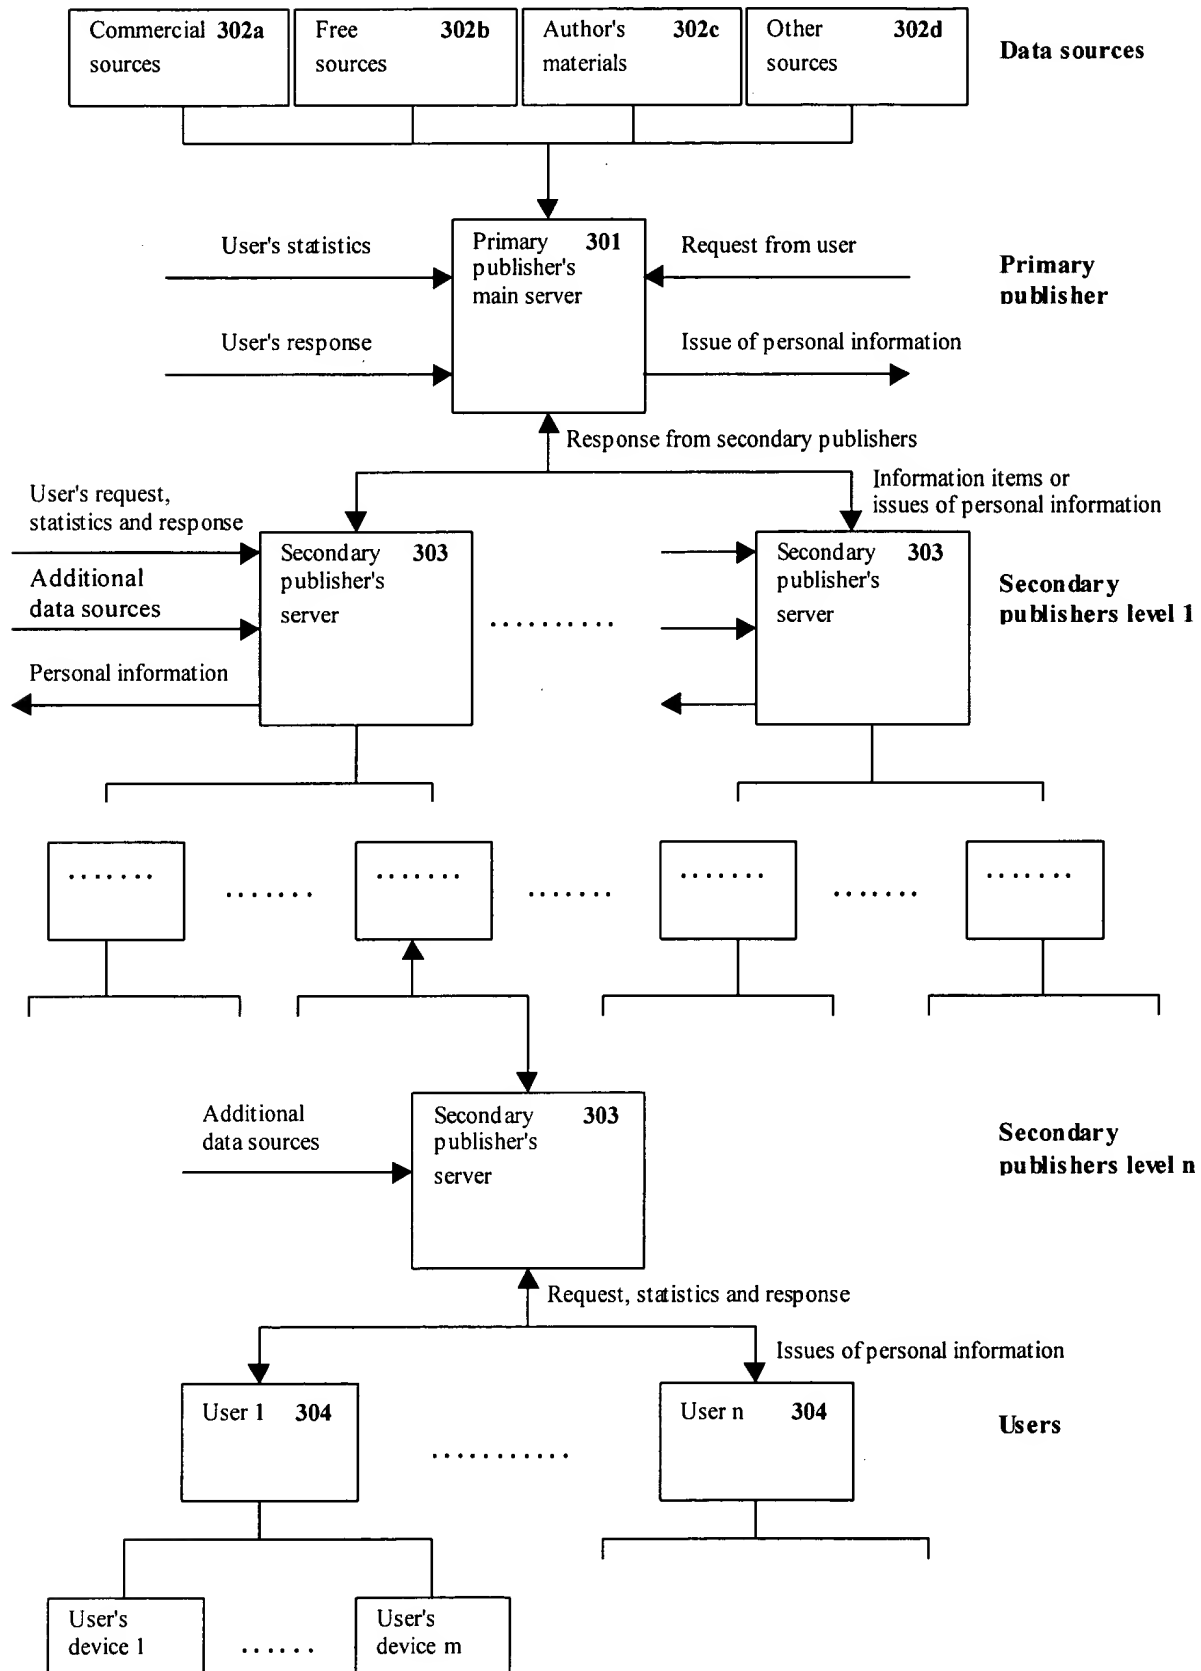 Commercial 302a
sources
Free 302b
sources
Author's 302c
materials
Other 302d
sources
Data sources
User's statistics
Primary 301
publisher's
main server
Request from user
Primary
publisher
User's response
Issue of personal information
Response from secondary publishers
Information items or
issues of personal information
User's request,
statistics and response
Secondary 303
publisher's
server
Secondary 303
publisher's
server
Additional
data sources
Secondary
publishers level 1
..........
Personal information
.......
.......
.......
.......
.......
.......
.......
Additional
data sources
Secondary 303
publisher's
server
Secondary
publishers level n
Request, statistics and response
Issues of personal information
User 1 304
User n 304
Users
...........
User's
device 1
......
User's
device m